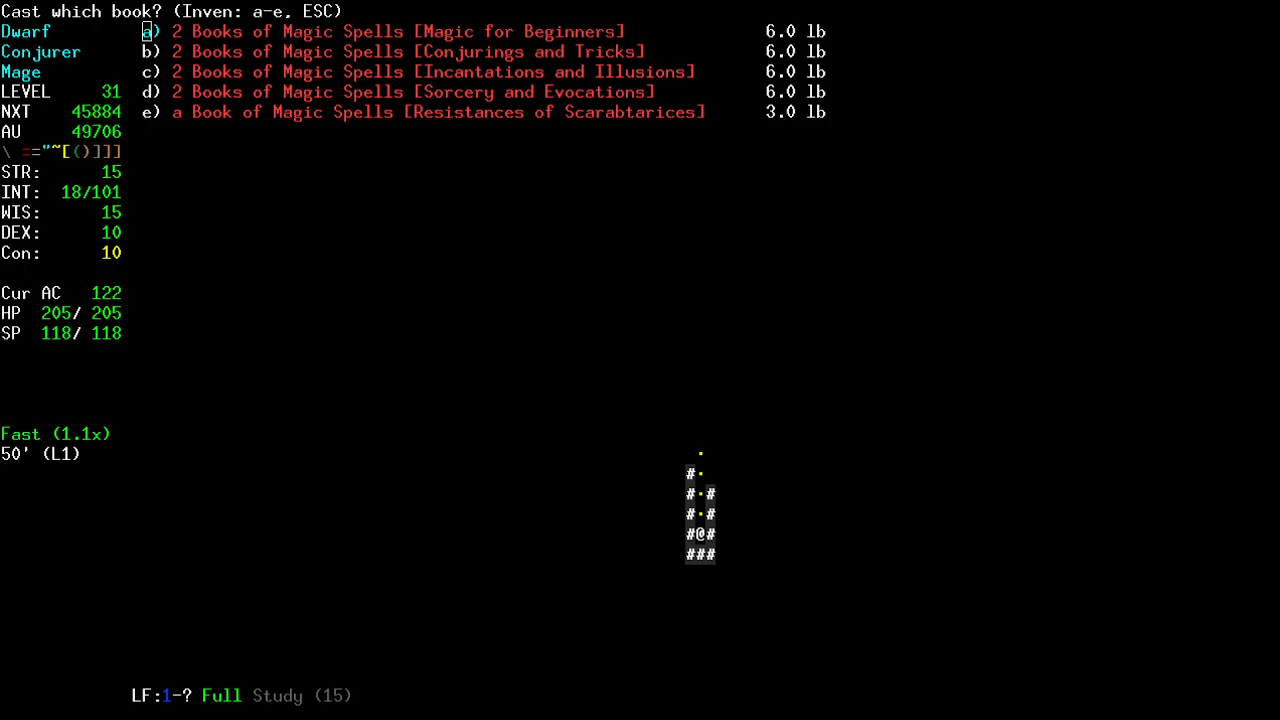 Cast which book? (Inven: a-e, ESC)
Dwarf a) 2 Books of Magic Spells [Magic for Beginners] 6.0 lb
Conjurer b) 2 Books of Magic Spells [Conjurings and Tricks] 6.0 lb
Mage c) 2 Books of Magic Spells [Incantations and Illusions] 6.0 lb
LEVEL 31 d) 2 Books of Magic Spells [Sorcery and Evocations] 6.0 lb
NXT 45884 e) a Book of Magic Spells [Resistances of Scarabtarices] 3.0 lb
AU 49706
\ =="~[()]]]
STR: 15
INT: 18/101
WIS: 15
DEX: 10
Con: 10
Cur AC 122
HP 205/ 205
SP 118/ 118
Fast (1.1x)
50' (L1)
.
#.
#.#
#.#
#@#
###
LF:1-? Full Study (15)